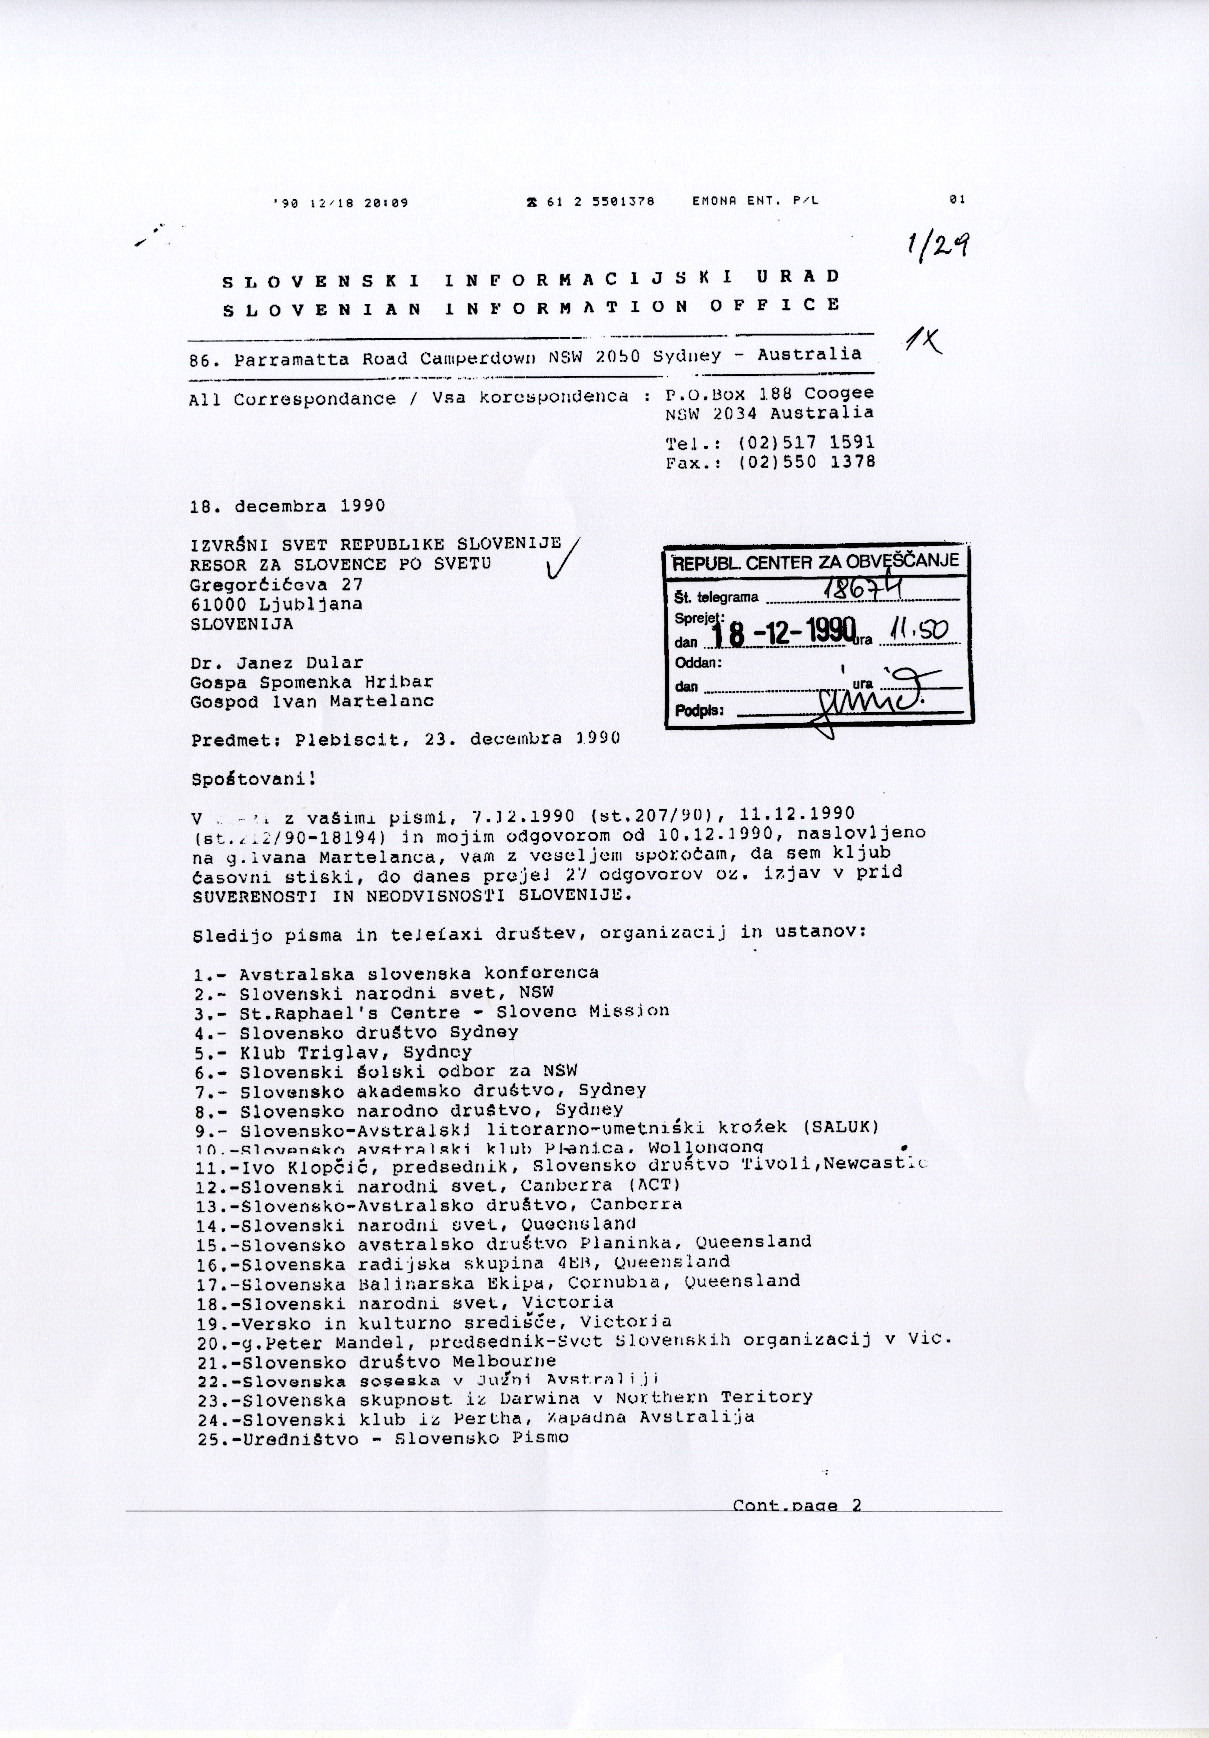 '90 12/18 20:09 ☎ 61 2 5501378 EMONA ENT. P/L 01
1/29
SLOVENSKI INFORMACIJSKI URAD
SLOVENIAN INFORMATION OFFICE
1X
86. Parramatta Road Camperdown NSW 2050 Sydney - Australia
All Correspondance / Vsa korespondenca : P.O.Box 188 Coogee
NSW 2034 Australia
Tel.: (02)517 1591
Fax.: (02)550 1378
18. decembra 1990
IZVRŠNI SVET REPUBLIKE SLOVENIJE
RESOR ZA SLOVENCE PO SVETU
Gregorčičeva 27
61000 Ljubljana
SLOVENIJA
REPUBL. CENTER ZA OBVEŠČANJE
Št. telegrama 18674
Sprejet:
dan 18-12-1990 ura 11.50
Oddan:
dan ura
Podpis:
Dr. Janez Dular
Gospa Spomenka Hribar
Gospod Ivan Martelanc
Predmet: Plebiscit, 23. decembra 1990
Spoštovani!
V z vašimi pismi, 7.12.1990 (st.207/90), 11.12.1990
(st.212/90-18194) in mojim odgovorom od 10.12.1990, naslovljeno
na g.Ivana Martelanca, vam z veseljem sporočam, da sem kljub
časovni stiski, do danes prejel 27 odgovorov oz. izjav v prid
SUVERENOSTI IN NEODVISNOSTI SLOVENIJE.
Sledijo pisma in telefaxi društev, organizacij in ustanov:
1.- Avstralska slovenska konferenca
2.- Slovenski narodni svet, NSW
3.- St.Raphael's Centre - Slovene Mission
4.- Slovensko društvo Sydney
5.- Klub Triglav, Sydney
6.- Slovenski šolski odbor za NSW
7.- Slovensko akademsko društvo, Sydney
8.- Slovensko narodno društvo, Sydney
9.- Slovensko-Avstralski literarno-umetniški krožek (SALUK)
10.-Slovensko avstralski klub Planica, Wollongong
11.-Ivo Klopčič, predsednik, Slovensko društvo Tivoli,Newcastle
12.-Slovenski narodni svet, Canberra (ACT)
13.-Slovensko-Avstralsko društvo, Canberra
14.-Slovenski narodni svet, Queensland
15.-Slovensko avstralsko društvo Planinka, Queensland
16.-Slovenska radijska skupina 4EB, Queensland
17.-Slovenska Balinarska Ekipa, Cornubia, Queensland
18.-Slovenski narodni svet, Victoria
19.-Versko in kulturno središče, Victoria
20.-g.Peter Mandel, predsednik-Svet Slovenskih organizacij v Vic.
21.-Slovensko društvo Melbourne
22.-Slovenska soseska v Južni Avstraliji
23.-Slovenska skupnost iz Darwina v Northern Teritory
24.-Slovenski klub iz Pertha, Zapadna Avstralija
25.-Uredništvo - Slovensko Pismo
Cont.page 2